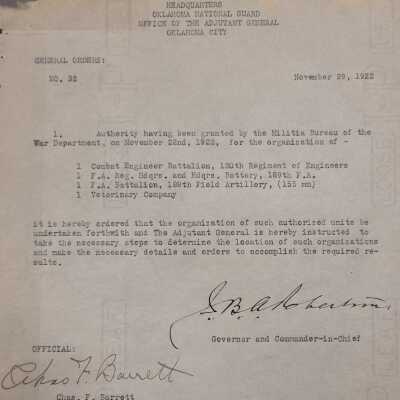 HEADQUARTERS
OKLAHOMA NATIONAL GUARD
OFFICE OF THE ADJUTANT GENERAL
OKLAHOMA CITY
GENERAL ORDERS:
NO. 32 November 29, 1922
1. Authority having been granted by the Militia Bureau of the
War Department, on November 22nd, 1922, for the organization of -
1 Combat Engineer Battalion, 120th Regiment of Engineers
1 F.A. Reg. Hdqrs. and Hdqrs. Battery, 189th F.A.
1 F.A. Battalion, 189th Field Artillery, (155 mm)
1 Veterinary Company
it is hereby ordered that the organization of such authorized units be
undertaken forthwith and The Adjutant General is hereby instructed to
take the necessary steps to determine the location of such organizations
and make the necessary details and orders to accomplish the required re-
sults.
J. B. A. Robertson
Governor and Commander-in-Chief
OFFICIAL:
Chas F. Barrett
Chas. F. Barrett